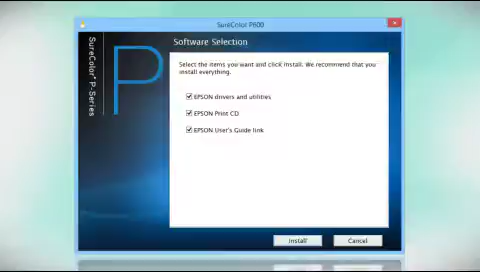 SureColor P600
Software Selection
Select the items you want and click install. We recommend that you
install everything.
EPSON drivers and utilities
EPSON Print CD
EPSON User's Guide link
SureColor® P-Series
P
Install
Cancel